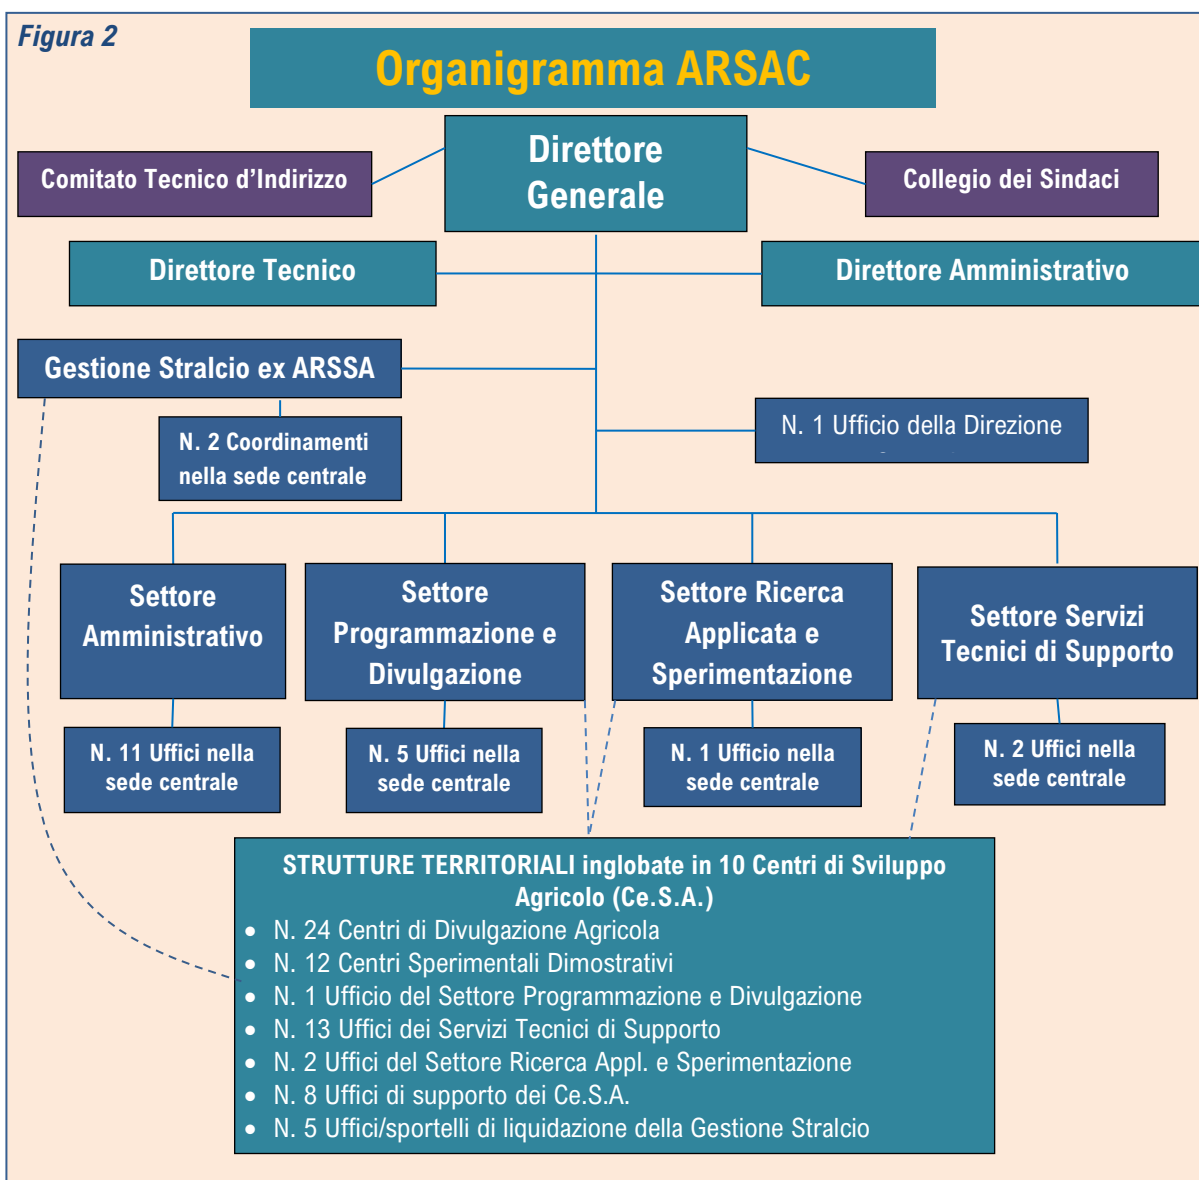 Figura 2
Organigramma ARSAC
Direttore
Generale
Comitato Tecnico d'Indirizzo
Collegio dei Sindaci
Direttore Tecnico
Direttore Amministrativo
Gestione Stralcio ex ARSSA
N. 2 Coordinamenti
nella sede centrale
N. 1 Ufficio della Direzione
Settore
Amministrativo
Settore
Programmazione e
Divulgazione
Settore Ricerca
Applicata e
Sperimentazione
Settore Servizi
Tecnici di Supporto
N. 11 Uffici nella
sede centrale
N. 5 Uffici nella
sede centrale
N. 1 Ufficio nella
sede centrale
N. 2 Uffici nella
sede centrale
STRUTTURE TERRITORIALI inglobate in 10 Centri di Sviluppo
Agricolo (Ce.S.A.)
• N. 24 Centri di Divulgazione Agricola
• N. 12 Centri Sperimentali Dimostrativi
• N. 1 Ufficio del Settore Programmazione e Divulgazione
• N. 13 Uffici dei Servizi Tecnici di Supporto
• N. 2 Uffici del Settore Ricerca Appl. e Sperimentazione
• N. 8 Uffici di supporto dei Ce.S.A.
• N. 5 Uffici/sportelli di liquidazione della Gestione Stralcio